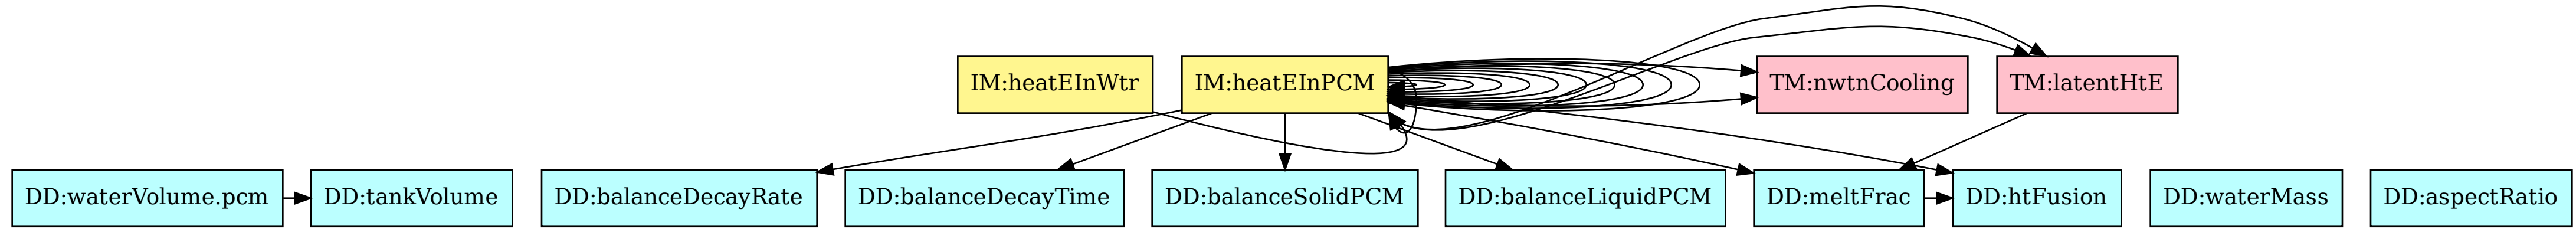 IM:heatEInWtr
IM:heatEInPCM
TM:nwtnCooling
TM:latentHtE
DD:waterVolume.pcm
DD:tankVolume
DD:balanceDecayRate
DD:balanceDecayTime
DD:balanceSolidPCM
DD:balanceLiquidPCM
DD:meltFrac
DD:htFusion
DD:waterMass
DD:aspectRatio